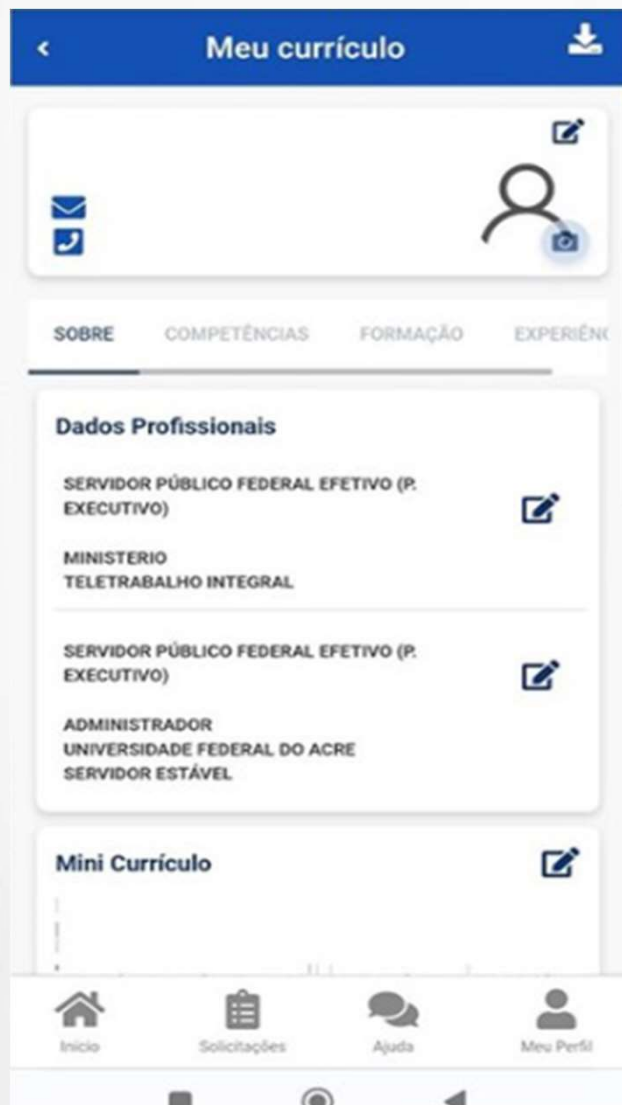 Meu currículo
SOBRE COMPETÊNCIAS FORMAÇÃO EXPERIÊNC
Dados Profissionais
SERVIDOR PÚBLICO FEDERAL EFETIVO (P.
EXECUTIVO)
MINISTERIO
TELETRABALHO INTEGRAL
SERVIDOR PÚBLICO FEDERAL EFETIVO (P.
EXECUTIVO)
ADMINISTRADOR
UNIVERSIDADE FEDERAL DO ACRE
SERVIDOR ESTÁVEL
Mini Currículo
Início Solicitações Ajuda Meu Perfil